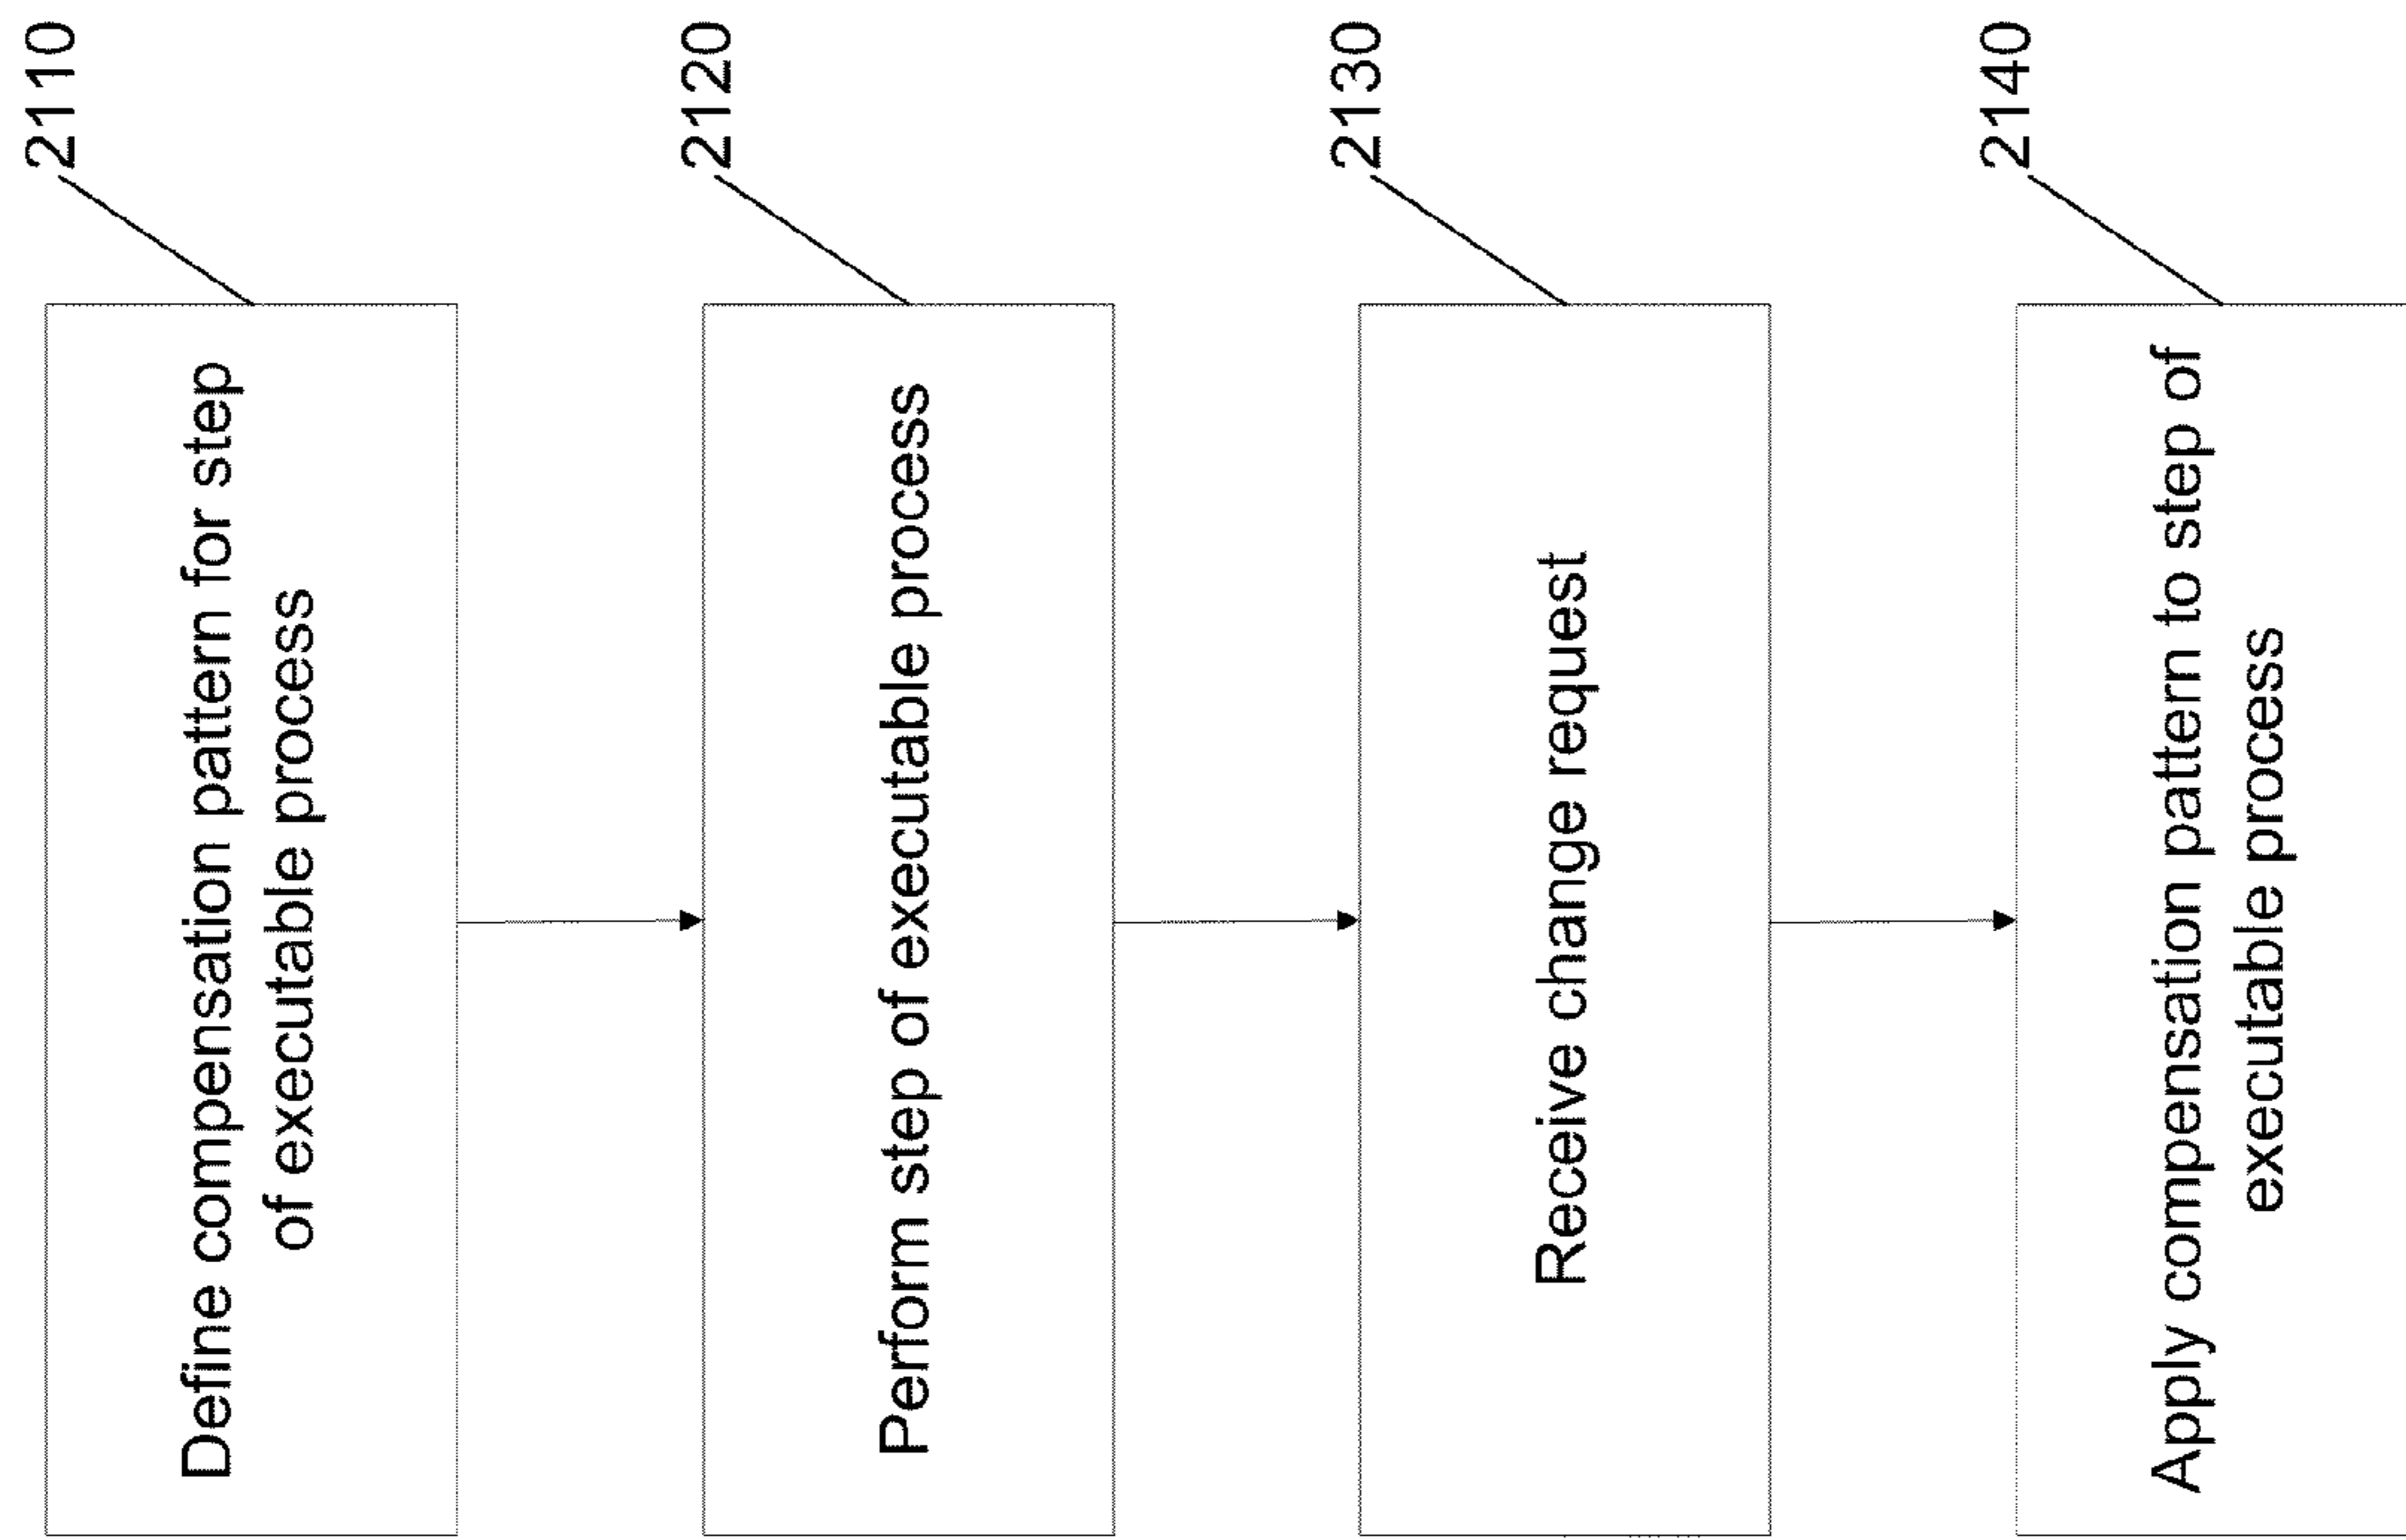 Define compensation pattern for step
of executable process
2110
Perform step of executable process
2120
Receive change request
2130
Apply compensation pattern to step of
executable process
2140